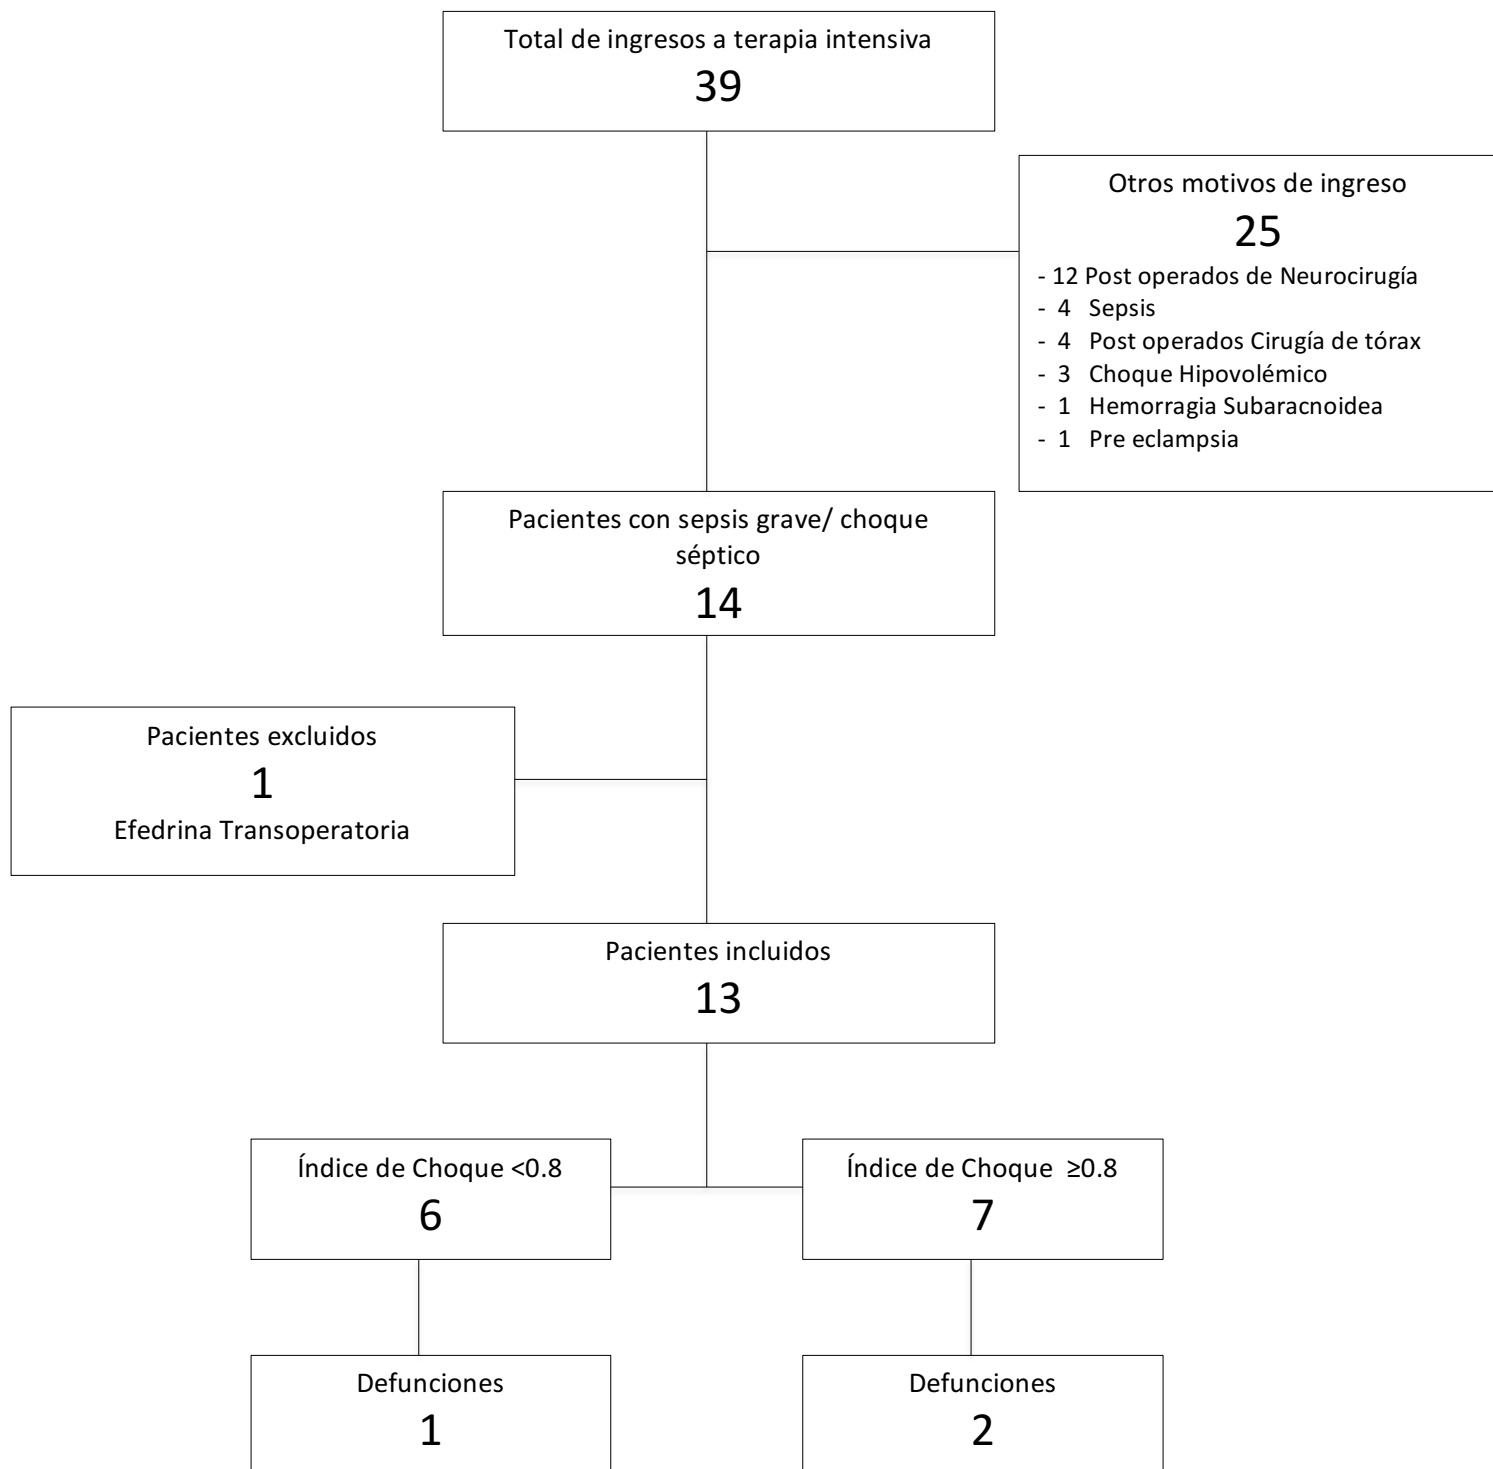 Total de ingresos a terapia intensiva
39
Otros motivos de ingreso
25
- 12 Post operados de Neurocirugía
- 4 Sepsis
- 4 Post operados Cirugía de tórax
- 3 Choque Hipovolémico
- 1 Hemorragia Subaracnoidea
- 1 Pre eclampsia
Pacientes con sepsis grave/ choque
séptico
14
Pacientes excluidos
1
Efedrina Transoperatoria
Pacientes incluidos
13
Índice de Choque <0.8
6
Índice de Choque ≥0.8
7
Defunciones
1
Defunciones
2